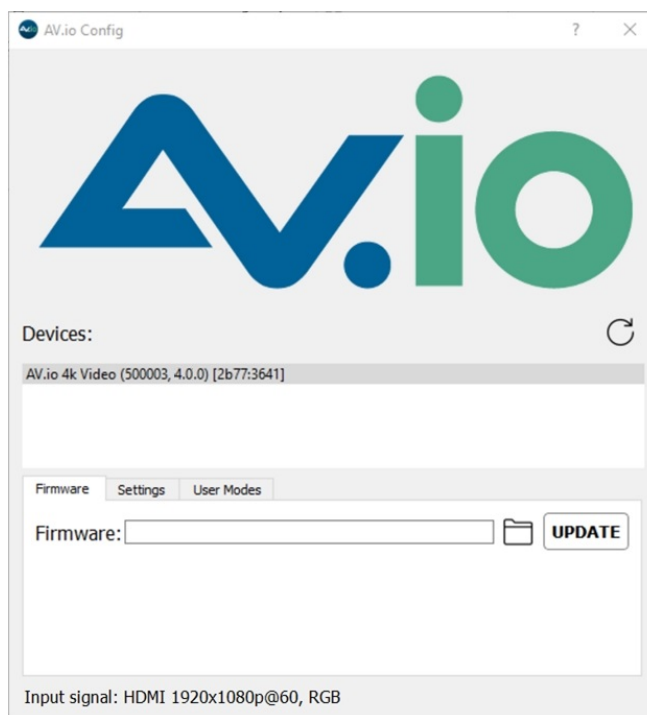 AV.io Config
?
AV.io
Devices:
AV.io 4k Video (500003, 4.0.0) [2b77:3641]
Firmware Settings User Modes
Firmware: UPDATE
Input signal: HDMI 1920x1080p@60, RGB